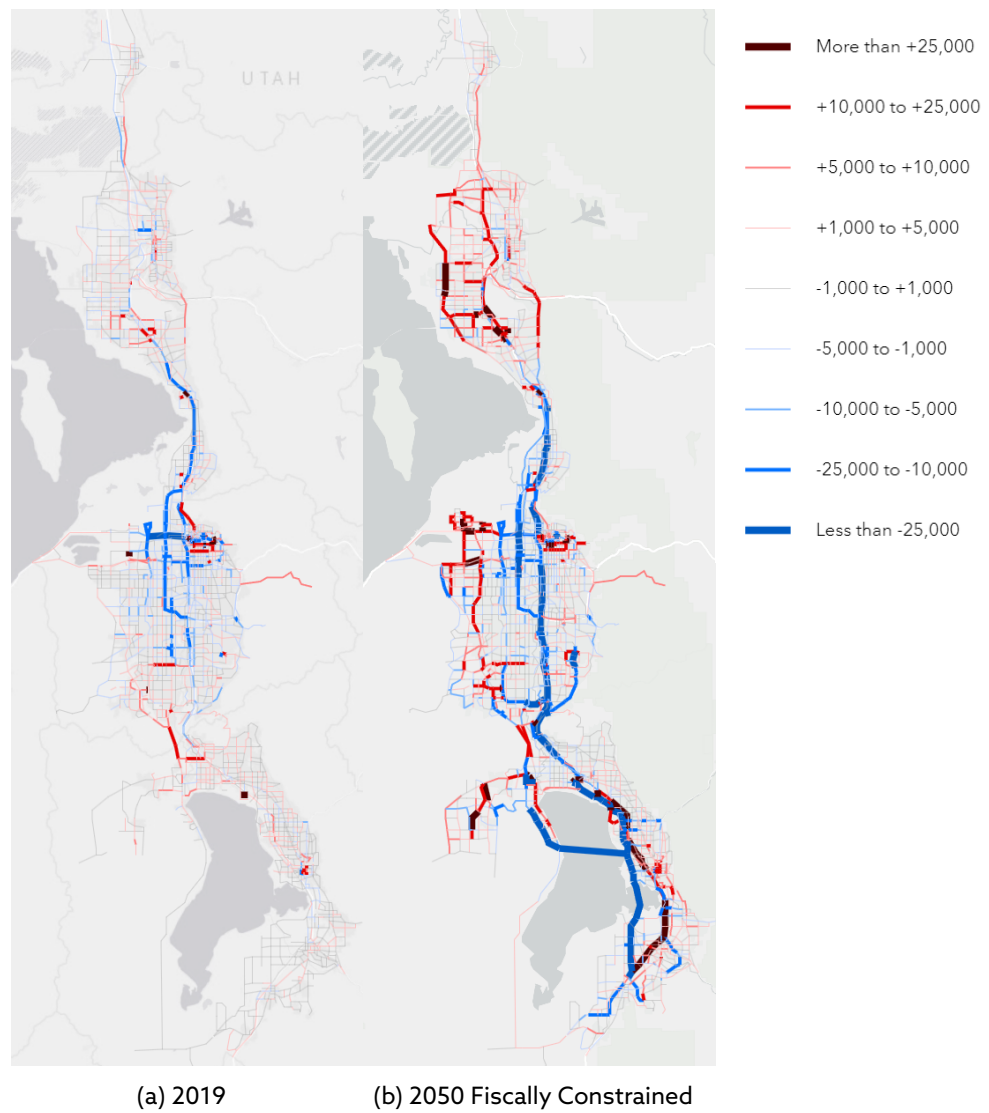 UTAH
More than +25,000
+10,000 to +25,000
+5,000 to +10,000
+1,000 to +5,000
-1,000 to +1,000
-5,000 to -1,000
-10,000 to -5,000
-25,000 to -10,000
Less than -25,000
(a) 2019
(b) 2050 Fiscally Constrained